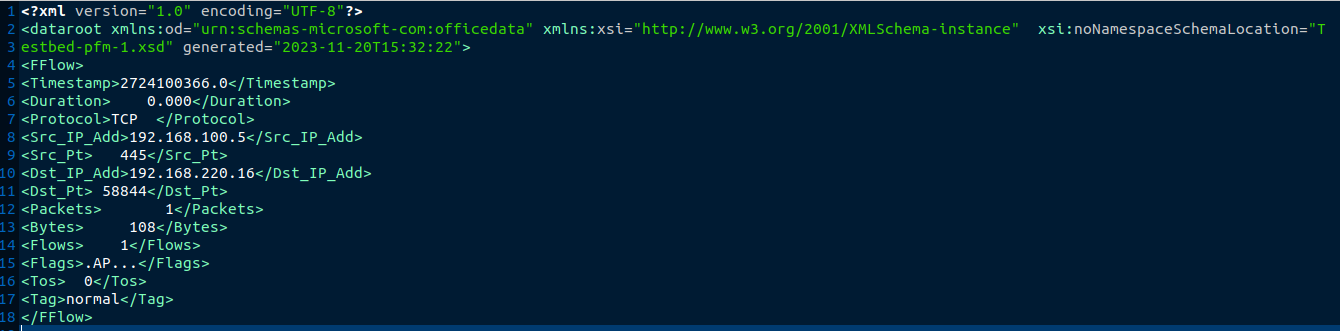 1 <?xml version="1.0" encoding="UTF-8"?>
2 <dataroot xmlns:od="urn:schemas-microsoft-com:officedata" xmlns:xsi="http://www.w3.org/2001/XMLSchema-instance"  xsi:noNamespaceSchemaLocation="T
3 estbed-pfm-1.xsd" generated="2023-11-20T15:32:22">
4 <FFlow>
5 <Timestamp>2724100366.0</Timestamp>
6 <Duration>    0.000</Duration>
7 <Protocol>TCP  </Protocol>
8 <Src_IP_Add>192.168.100.5</Src_IP_Add>
9 <Src_Pt>   445</Src_Pt>
10 <Dst_IP_Add>192.168.220.16</Dst_IP_Add>
11 <Dst_Pt> 58844</Dst_Pt>
12 <Packets>       1</Packets>
13 <Bytes>     108</Bytes>
14 <Flows>    1</Flows>
15 <Flags>.AP...</Flags>
16 <Tos>  0</Tos>
17 <Tag>normal</Tag>
18 </FFlow>